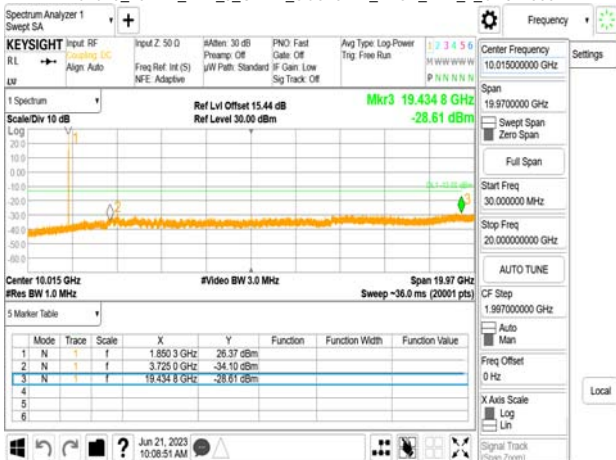 Spectrum Analyzer 1
Swept SA
Frequency
KEYSIGHT
RL
Input: RF
Coupling: DC
Align: Auto
Input Z: 50 Ω
Freq Ref: Int (S)
NFE: Adaptive
#Atten: 30 dB
Preamp: Off
µW Path: Standard
PNO: Fast
Gate: Off
IF Gain: Low
Sig Track: Off
Avg Type: Log-Power
Trig: Free Run
1 2 3 4 5 6
M W W W W W
P N N N N N
1 Spectrum
Scale/Div 10 dB
Ref Lvl Offset 15.44 dB
Ref Level 30.00 dBm
Mkr3 19.434 8 GHz
-28.61 dBm
Log
20.0
10.0
0.00
-10.0
-20.0
-30.0
-40.0
-50.0
-60.0
1
2
3
Center 10.015 GHz
#Res BW 1.0 MHz
#Video BW 3.0 MHz
Span 19.97 GHz
Sweep ~36.0 ms (20001 pts)
5 Marker Table
Mode Trace Scale X Y Function Function Width Function Value
1 N 1 f 1.850 3 GHz 26.37 dBm
2 N 1 f 3.725 0 GHz -34.10 dBm
3 N 1 f 19.434 8 GHz -28.61 dBm
4
5
6
Jun 21, 2023
10:08:51 AM
Center Frequency
10.015000000 GHz
Settings
Span
19.9700000 GHz
Swept Span
Zero Span
Full Span
Start Freq
30.000000 MHz
Stop Freq
20.000000000 GHz
AUTO TUNE
CF Step
1.997000000 GHz
Auto
Man
Freq Offset
0 Hz
Local
X Axis Scale
Log
Lin
Signal Track
(Span Zoom)